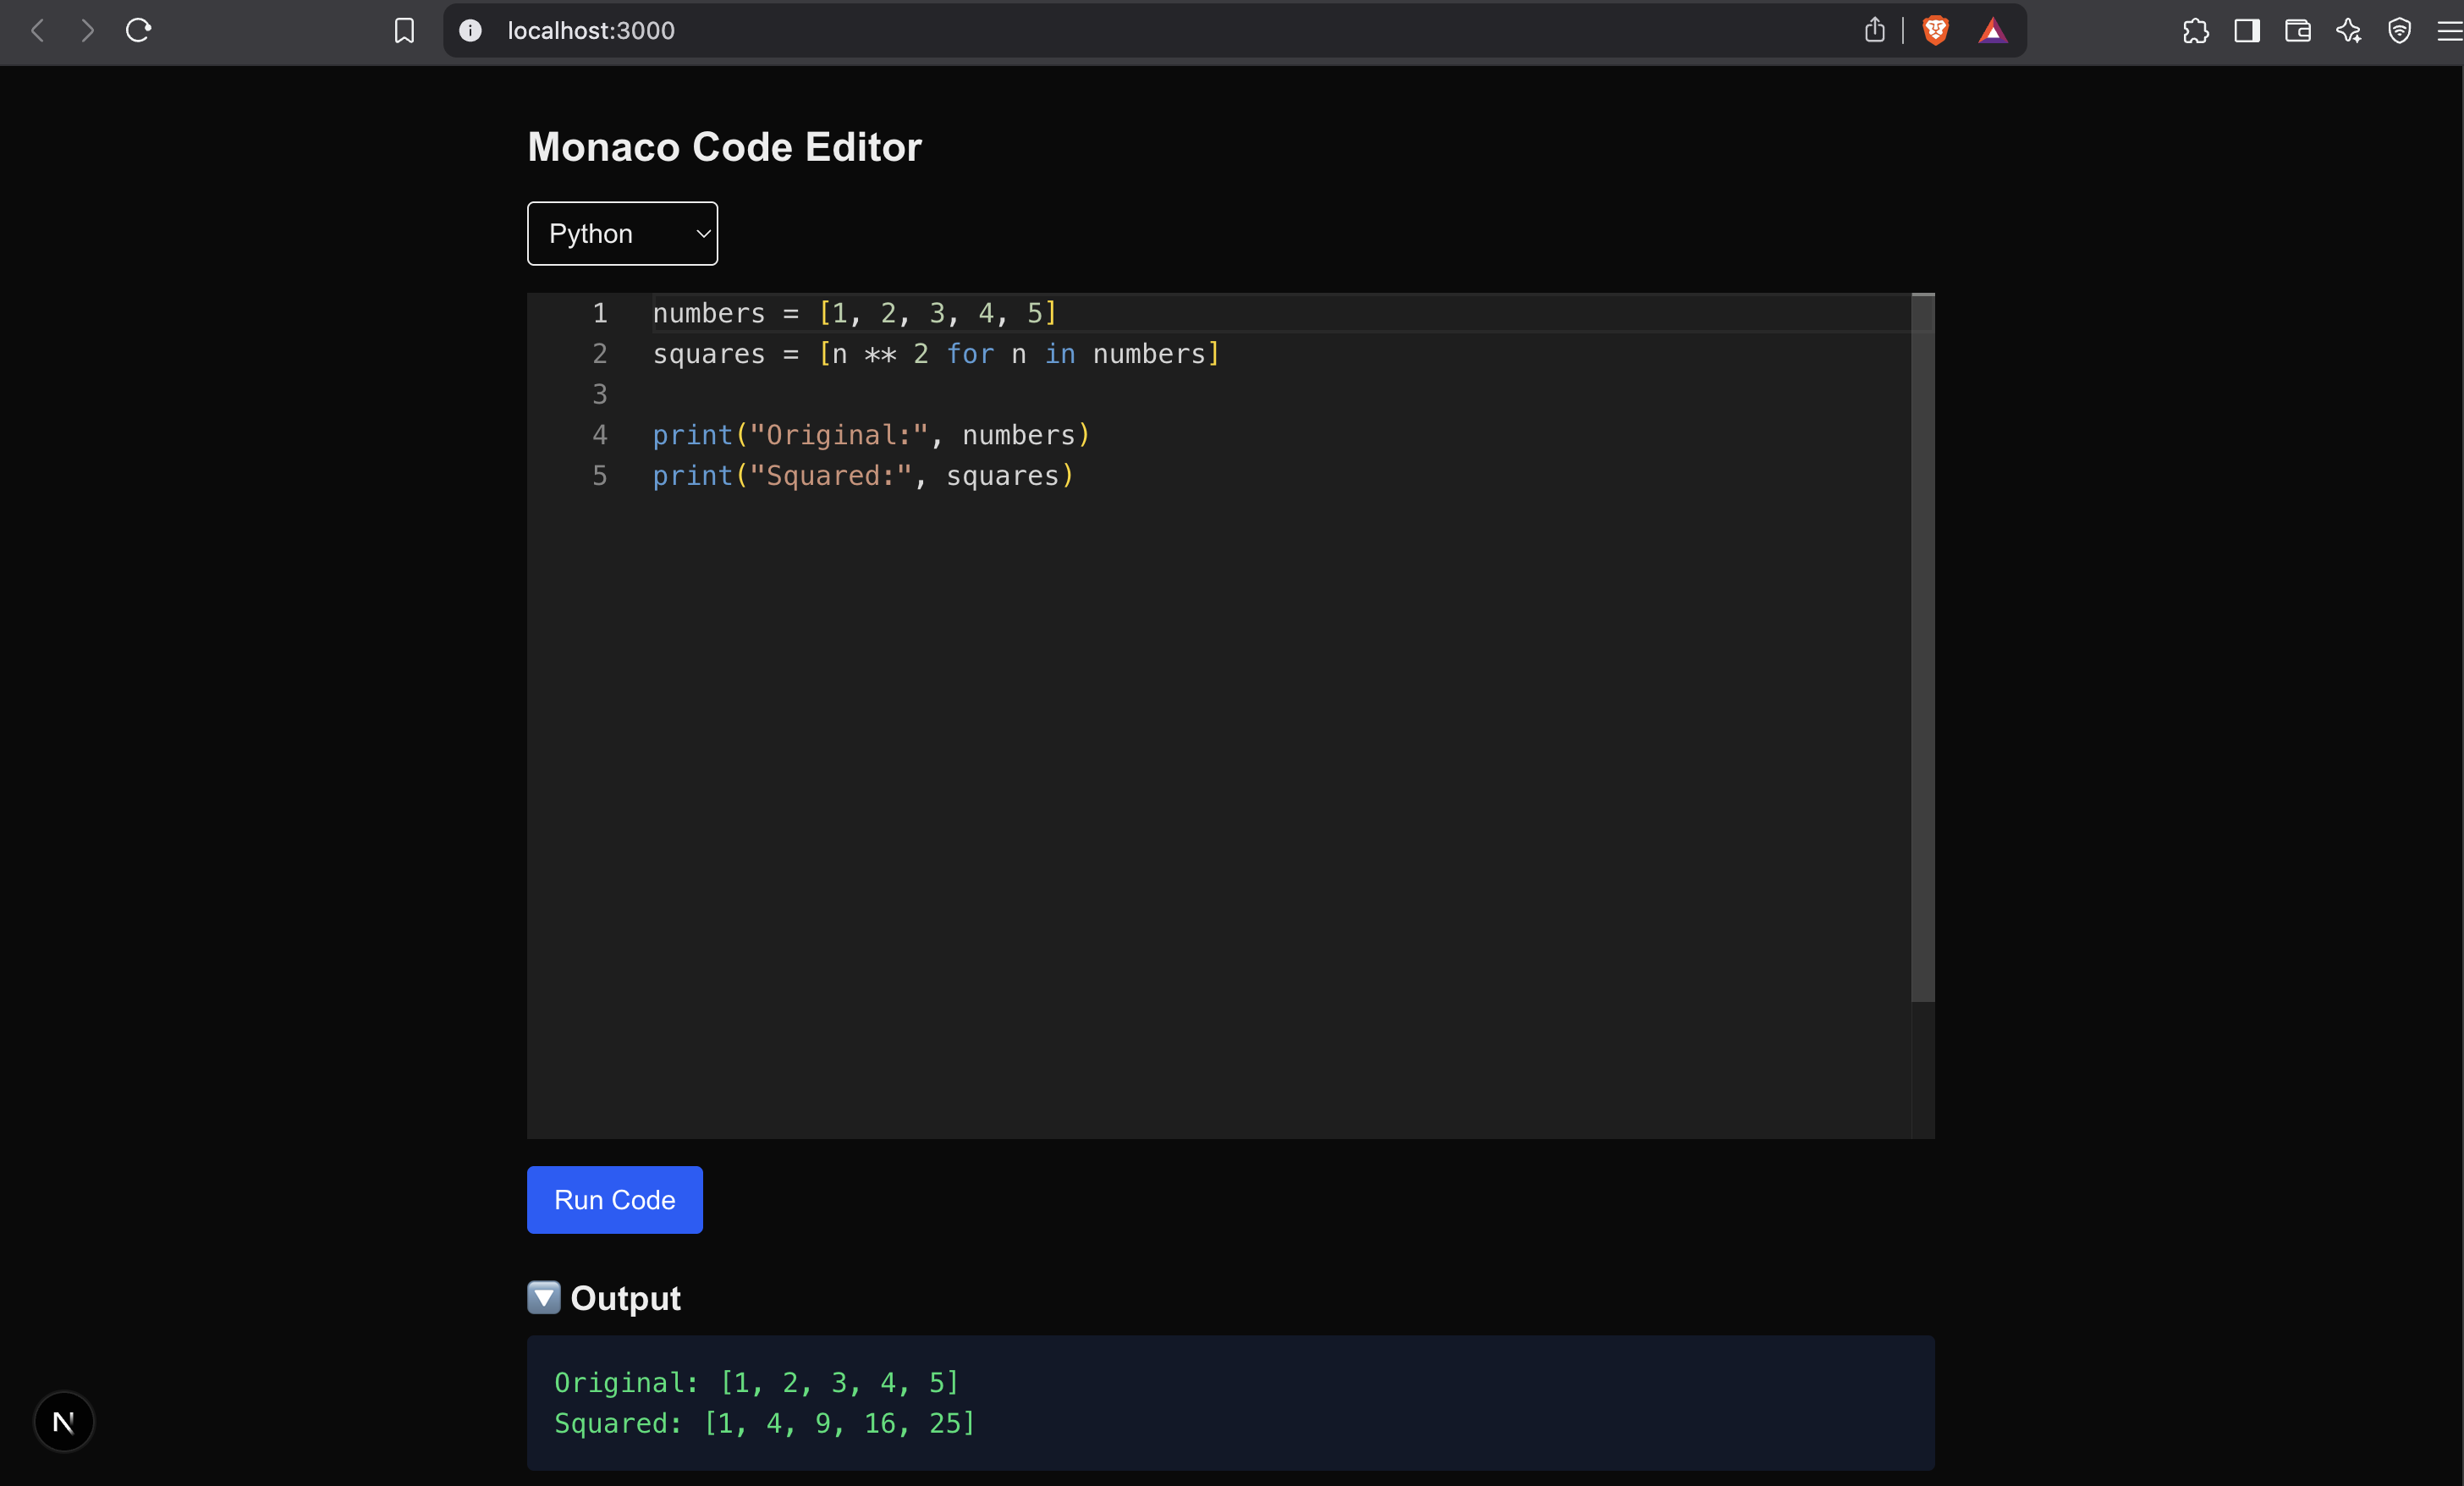 localhost:3000
Monaco Code Editor
Python
1 numbers = [1, 2, 3, 4, 5]
2 squares = [n ** 2 for n in numbers]
3
4 print("Original:", numbers)
5 print("Squared:", squares)
Run Code
Output
Original: [1, 2, 3, 4, 5]
Squared: [1, 4, 9, 16, 25]
N